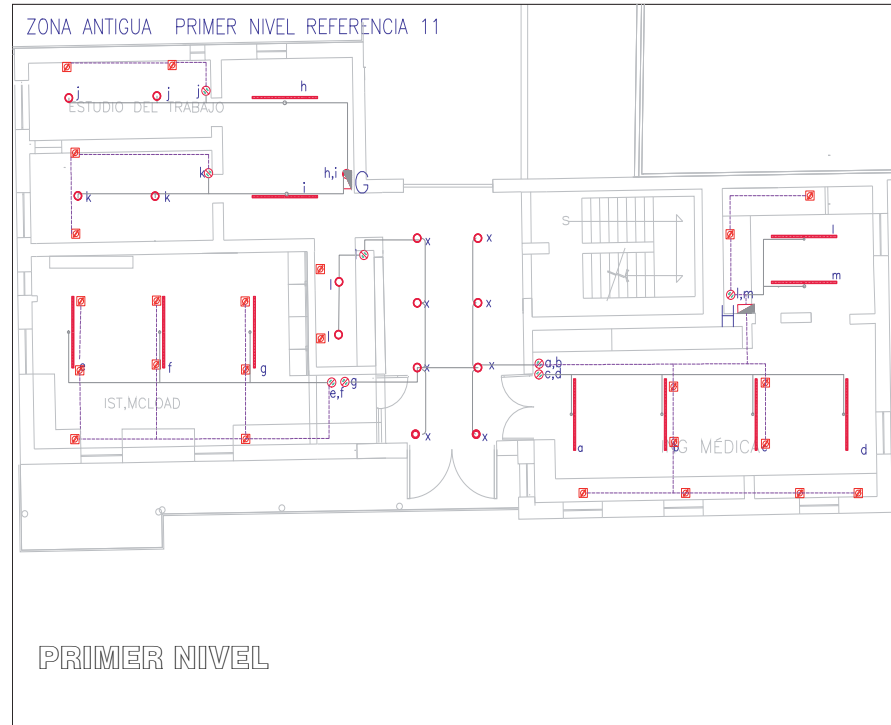 ZONA ANTIGUA PRIMER NIVEL REFERENCIA 11
h
j j j
ESTUDIO DEL TRABAJO
k h,i G
i
k k
l
x x
S
m
l
x x
l,m
H
l
x x
a,b
e f g
g c,d
e,f
IST,MCLOAD
x x
a c d
MÉDICA
PRIMER NIVEL